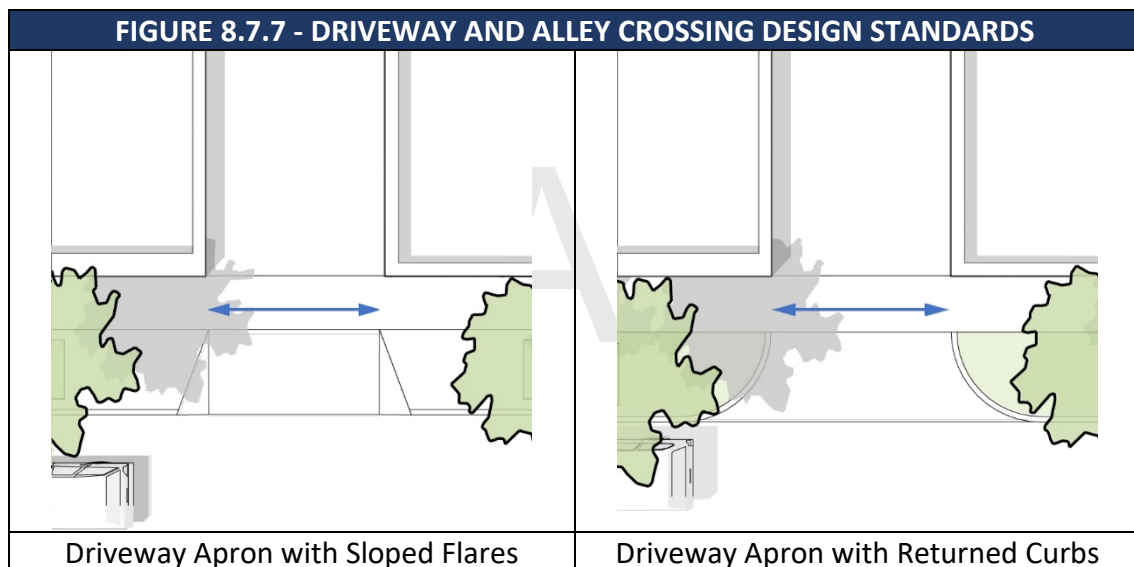 FIGURE 8.7.7 - DRIVEWAY AND ALLEY CROSSING DESIGN STANDARDS
Driveway Apron with Sloped Flares
Driveway Apron with Returned Curbs